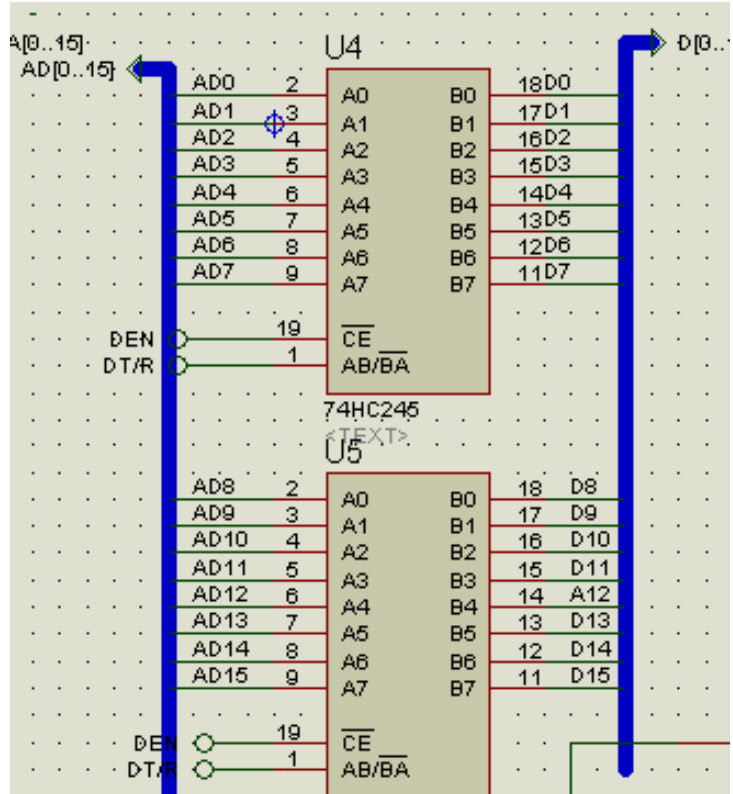 A[0..15]
AD[0..15]
U4
D[0..
AD0 2 A0 B0 18 D0
AD1 3 A1 B1 17 D1
AD2 4 A2 B2 16 D2
AD3 5 A3 B3 15 D3
AD4 6 A4 B4 14 D4
AD5 7 A5 B5 13 D5
AD6 8 A6 B6 12 D6
AD7 9 A7 B7 11 D7
DEN 19 CE
DT/R 1 AB/BA
74HC245
<TEXT>
U5
AD8 2 A0 B0 18 D8
AD9 3 A1 B1 17 D9
AD10 4 A2 B2 16 D10
AD11 5 A3 B3 15 D11
AD12 6 A4 B4 14 A12
AD13 7 A5 B5 13 D13
AD14 8 A6 B6 12 D14
AD15 9 A7 B7 11 D15
DEN 19 CE
DT/R 1 AB/BA